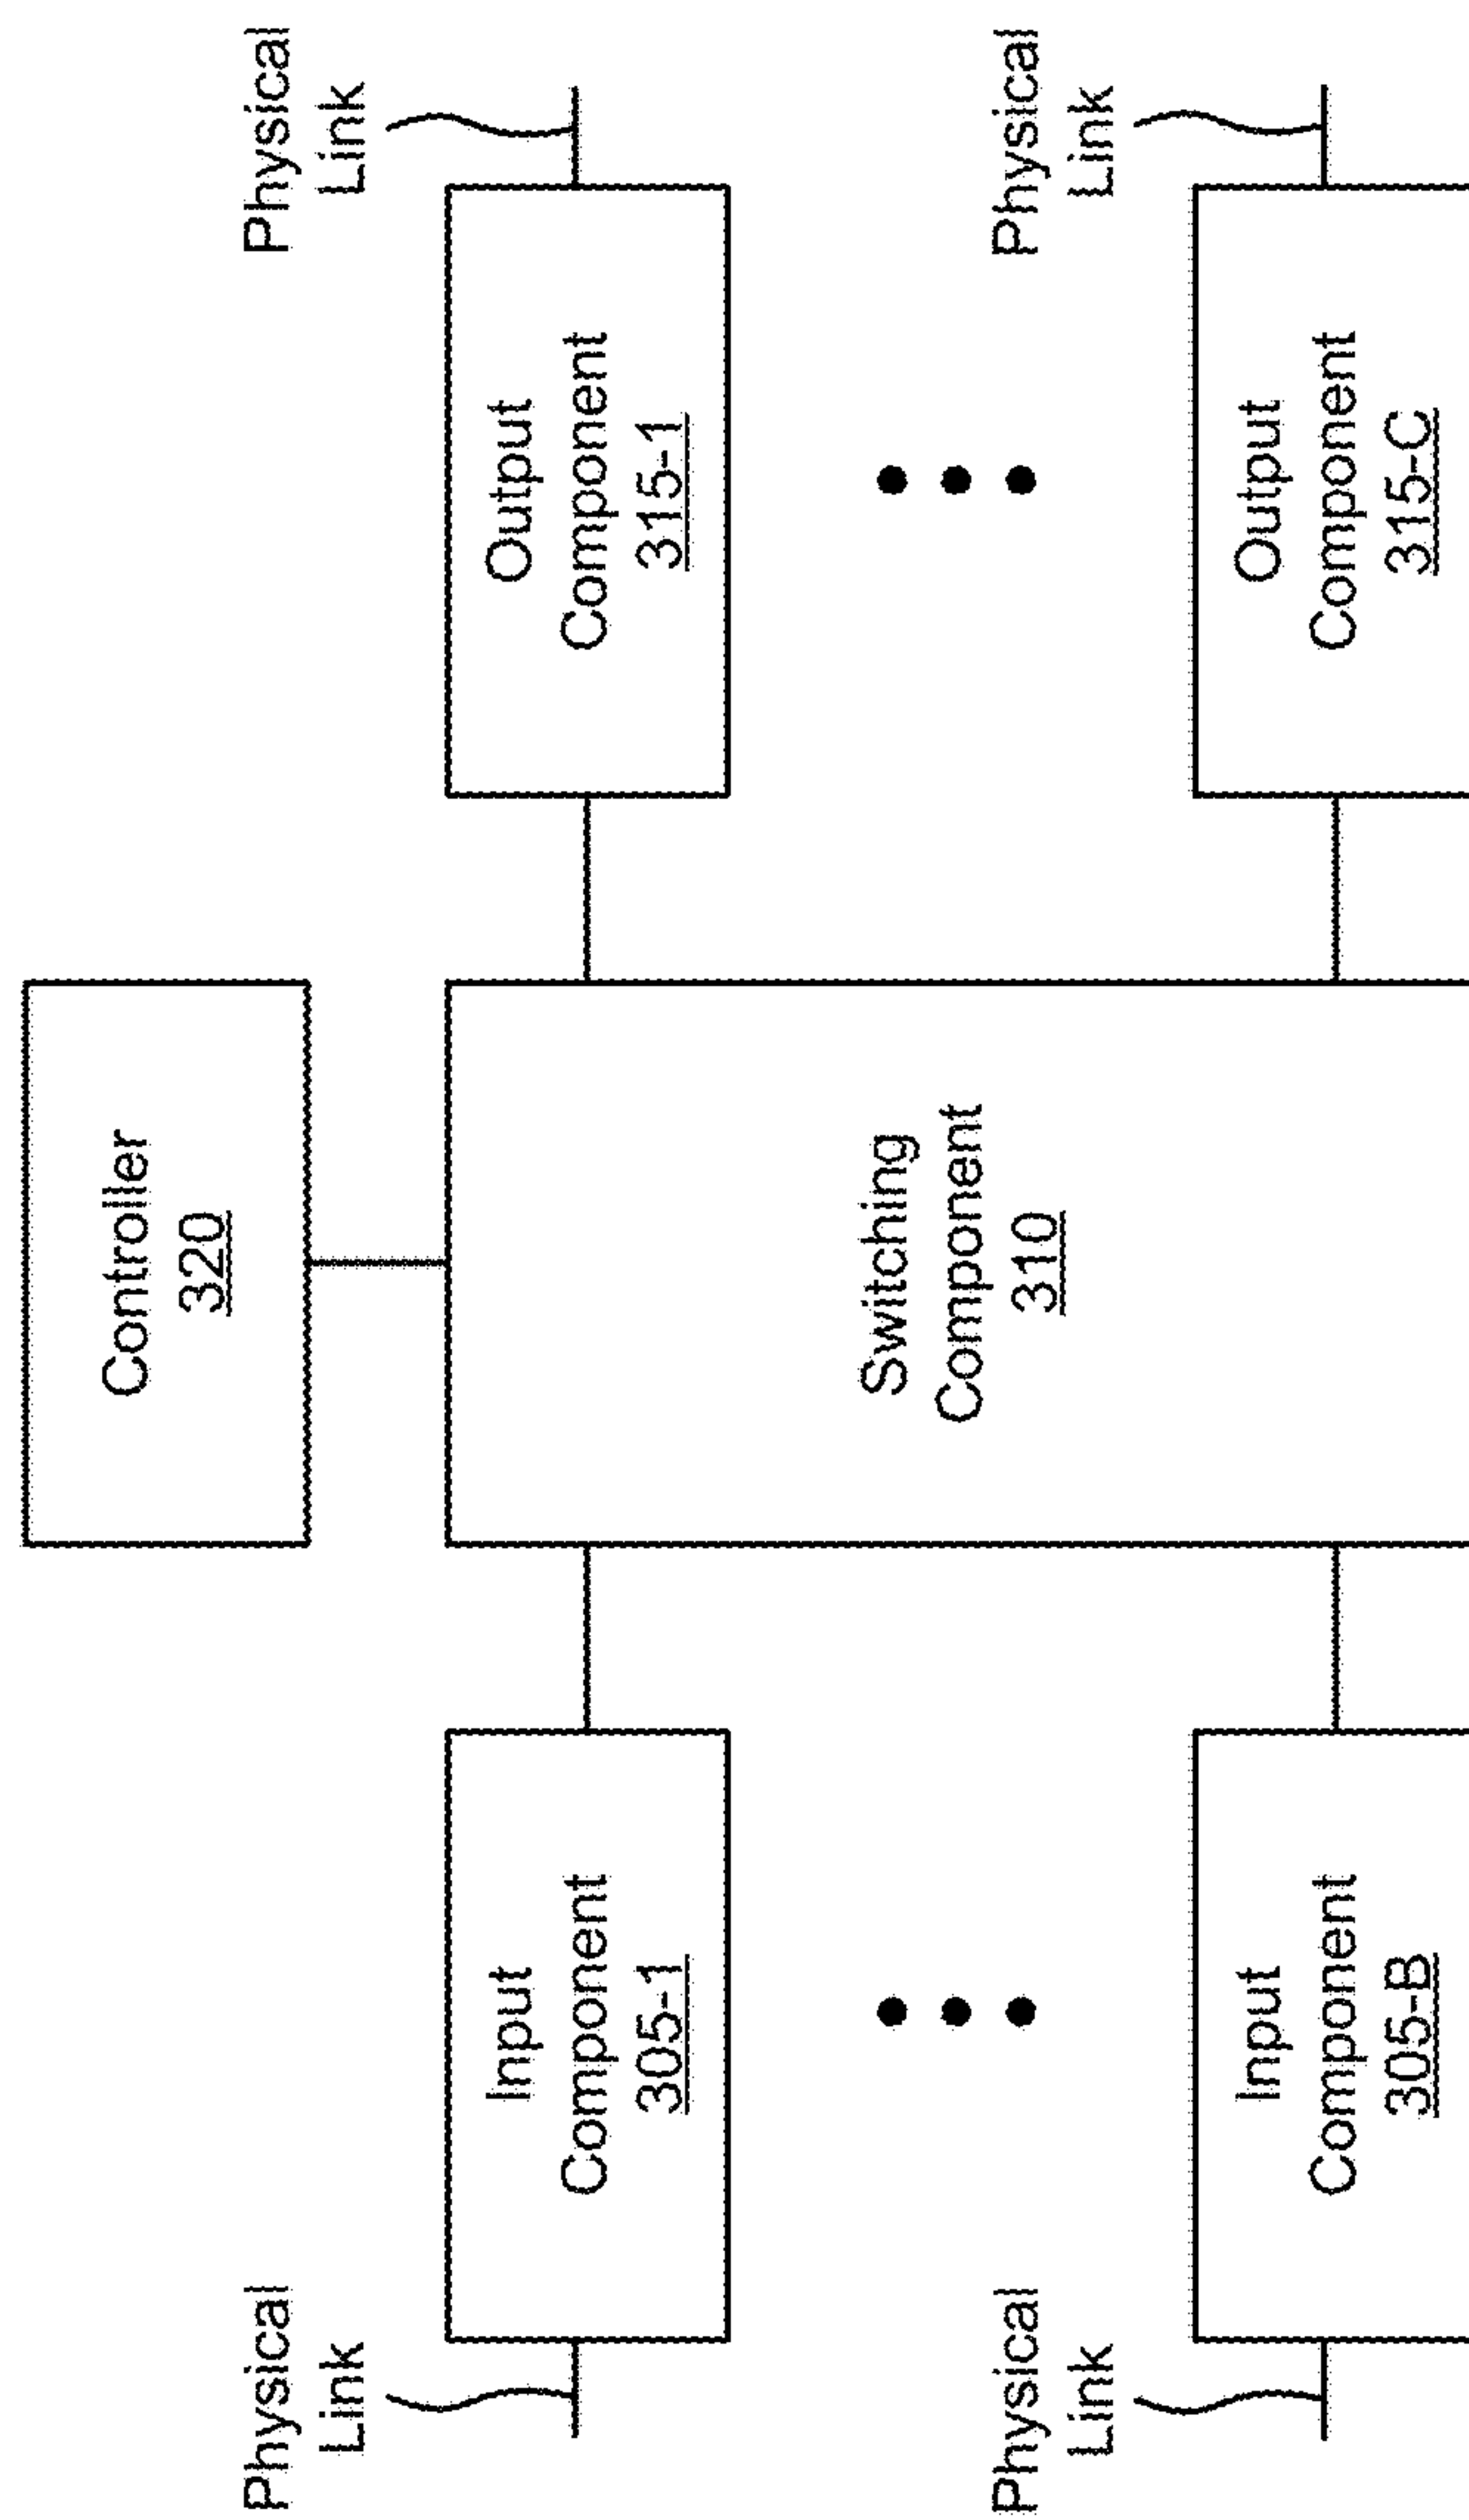 Controller
320
Physical
Link
Input
Component
305-1
Switching
Component
310
Output
Component
315-1
Physical
Link
Physical
Link
Input
Component
305-B
Output
Component
315-C
Physical
Link